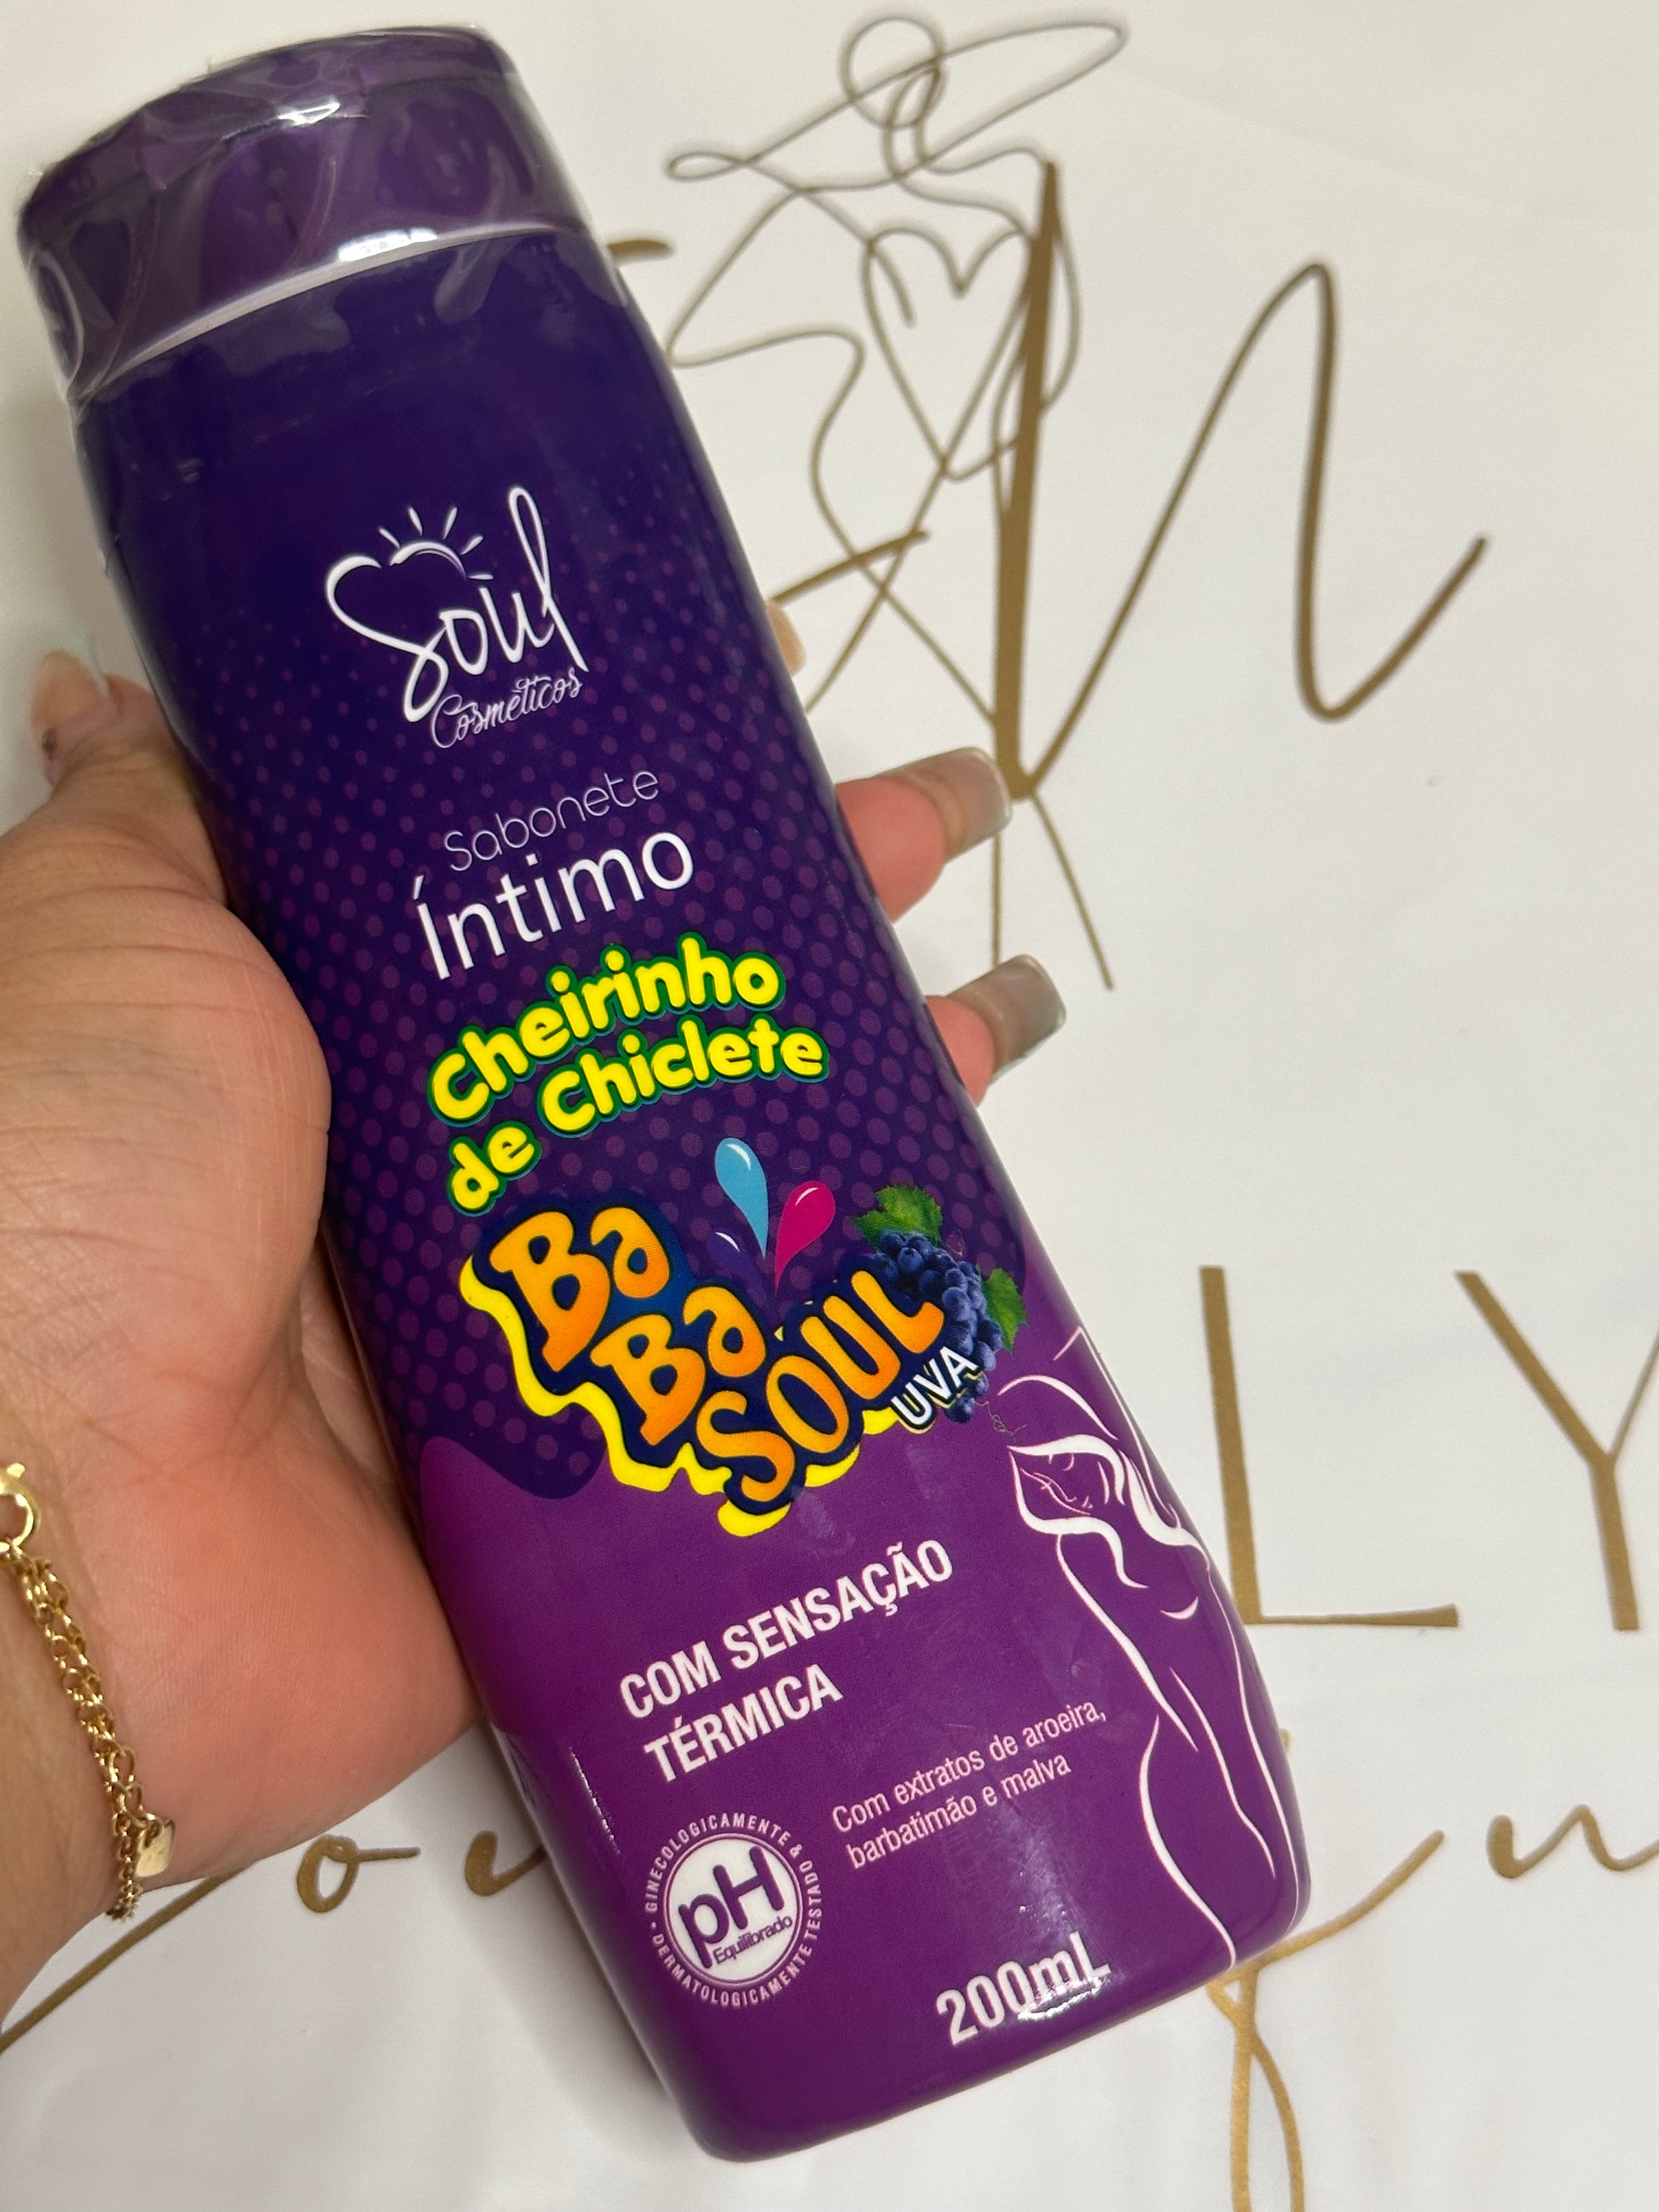 Soul
Cosméticos
Sabonete
Íntimo
Cheirinho
de Chiclete
Ba
Ba
SOUL
UVA
COM SENSAÇÃO
TÉRMICA
Com extratos de aroeira,
barbatimão e malva
GINECOLOGICAMENTE & DERMATOLOGICAMENTE TESTADO
pH
Equilibrado
200mL
LY